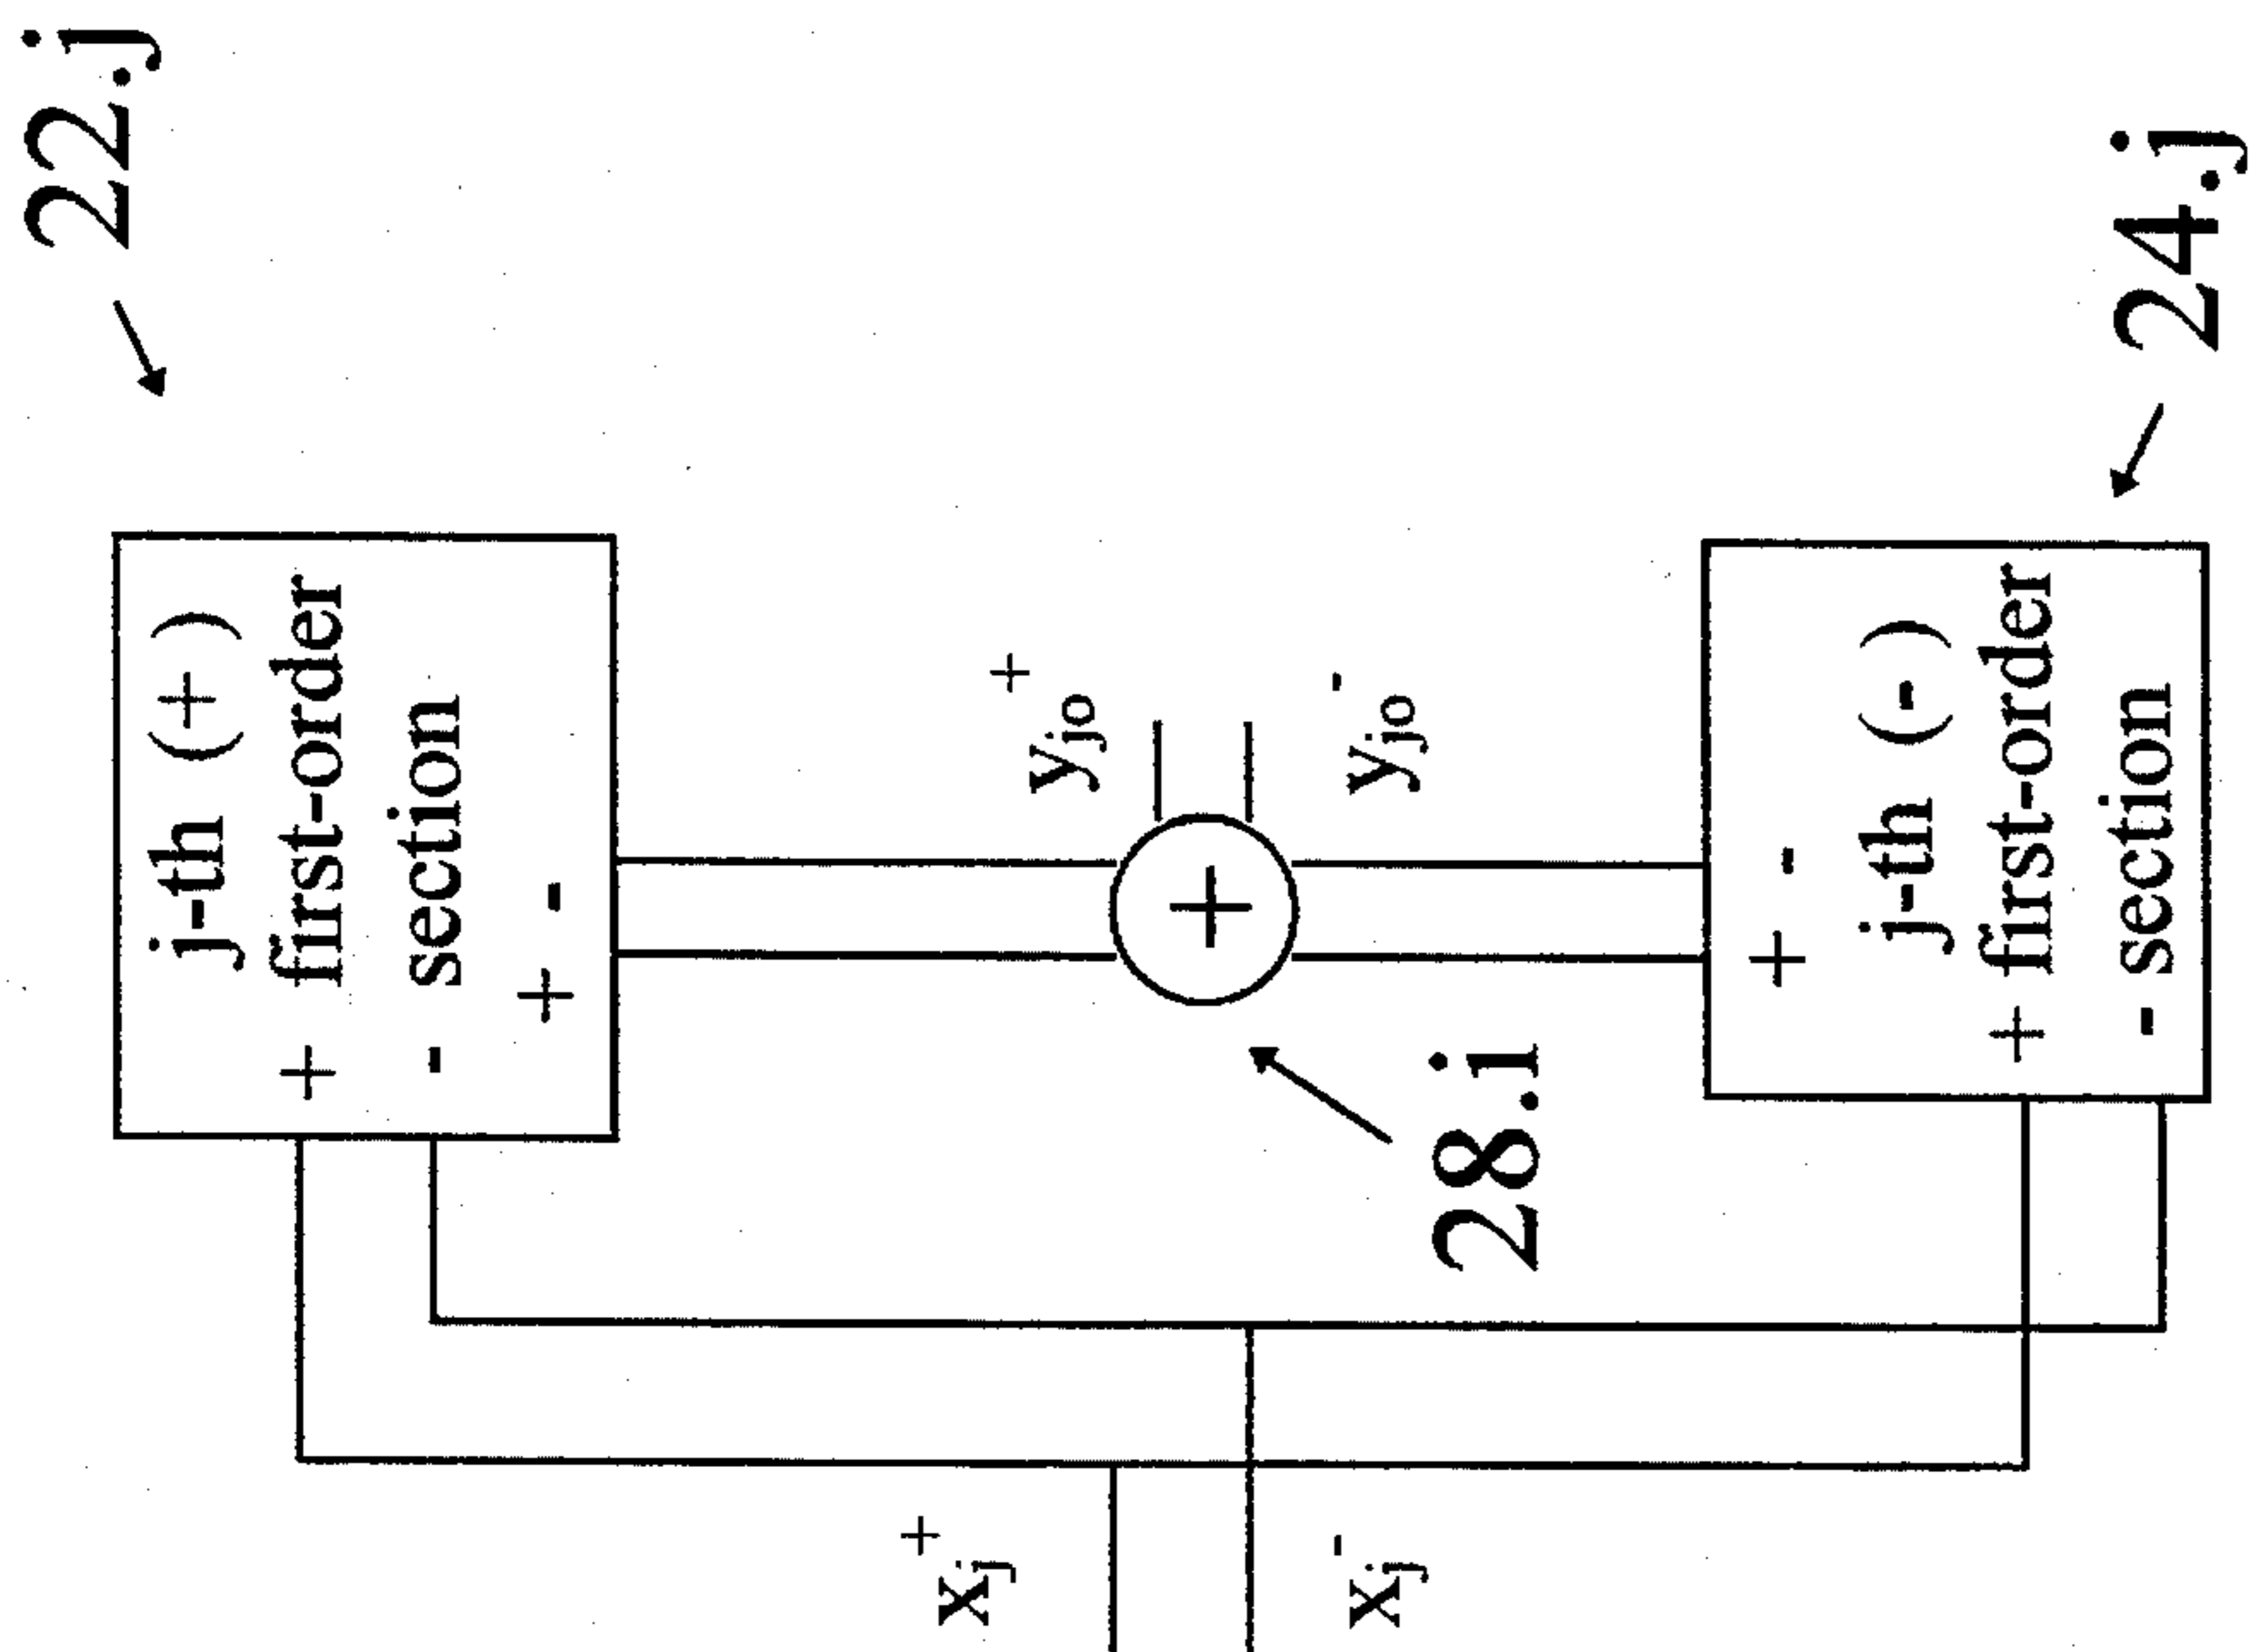 22.j
j-th (+)
+ first-order
- section
+ -
x_j^+
y_jo^+
+
x_j^-
y_jo^-
28.i
+ -
j-th (-)
+ first-order
- section
24.j